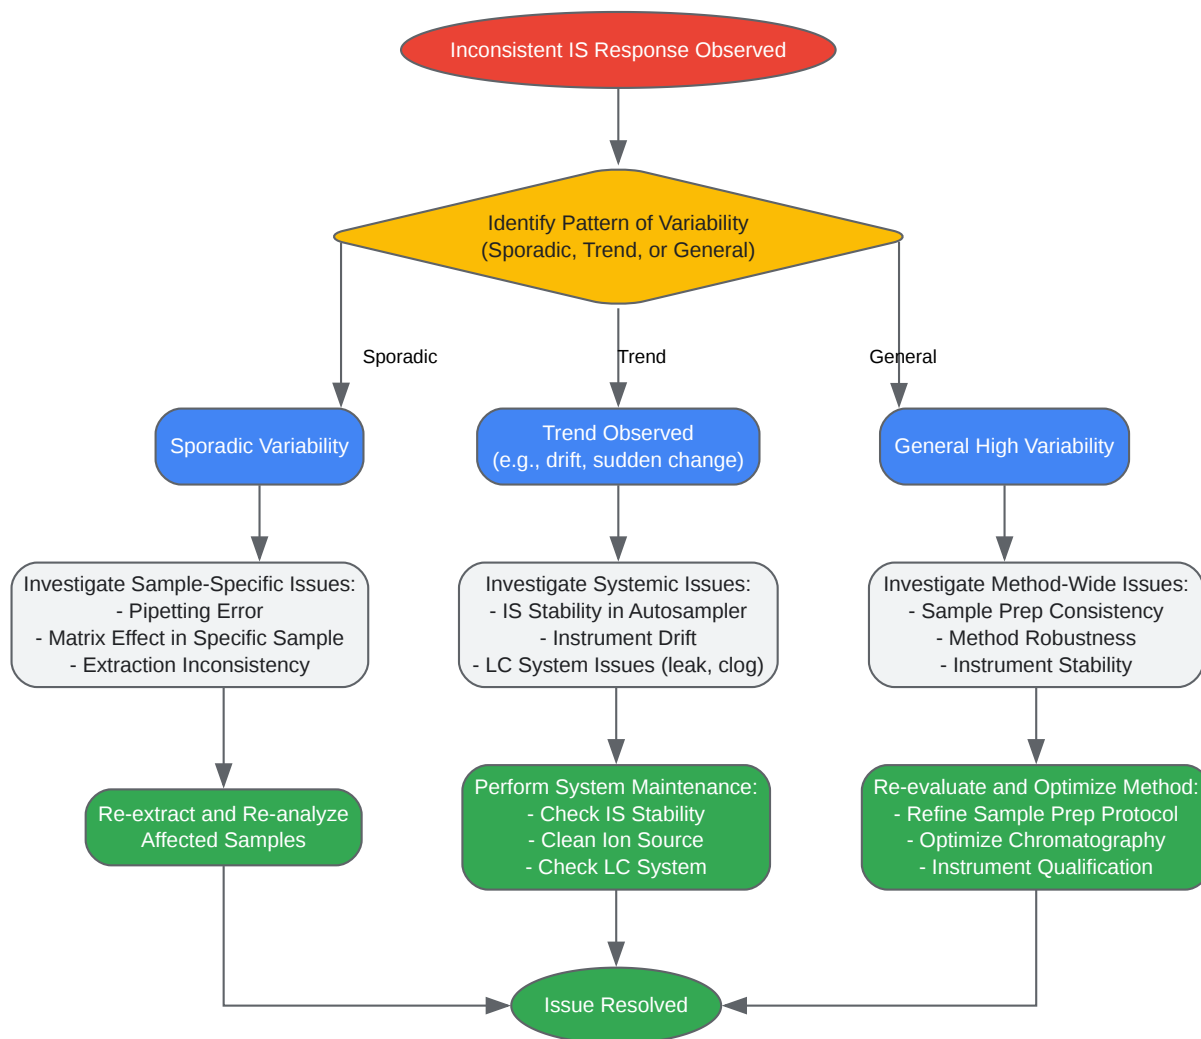 Inconsistent IS Response Observed
Identify Pattern of Variability
(Sporadic, Trend, or General)
Sporadic
Trend
General
Sporadic Variability
Trend Observed
(e.g., drift, sudden change)
General High Variability
Investigate Sample-Specific Issues:
- Pipetting Error
- Matrix Effect in Specific Sample
- Extraction Inconsistency
Investigate Systemic Issues:
- IS Stability in Autosampler
- Instrument Drift
- LC System Issues (leak, clog)
Investigate Method-Wide Issues:
- Sample Prep Consistency
- Method Robustness
- Instrument Stability
Re-extract and Re-analyze
Affected Samples
Perform System Maintenance:
- Check IS Stability
- Clean Ion Source
- Check LC System
Re-evaluate and Optimize Method:
- Refine Sample Prep Protocol
- Optimize Chromatography
- Instrument Qualification
Issue Resolved